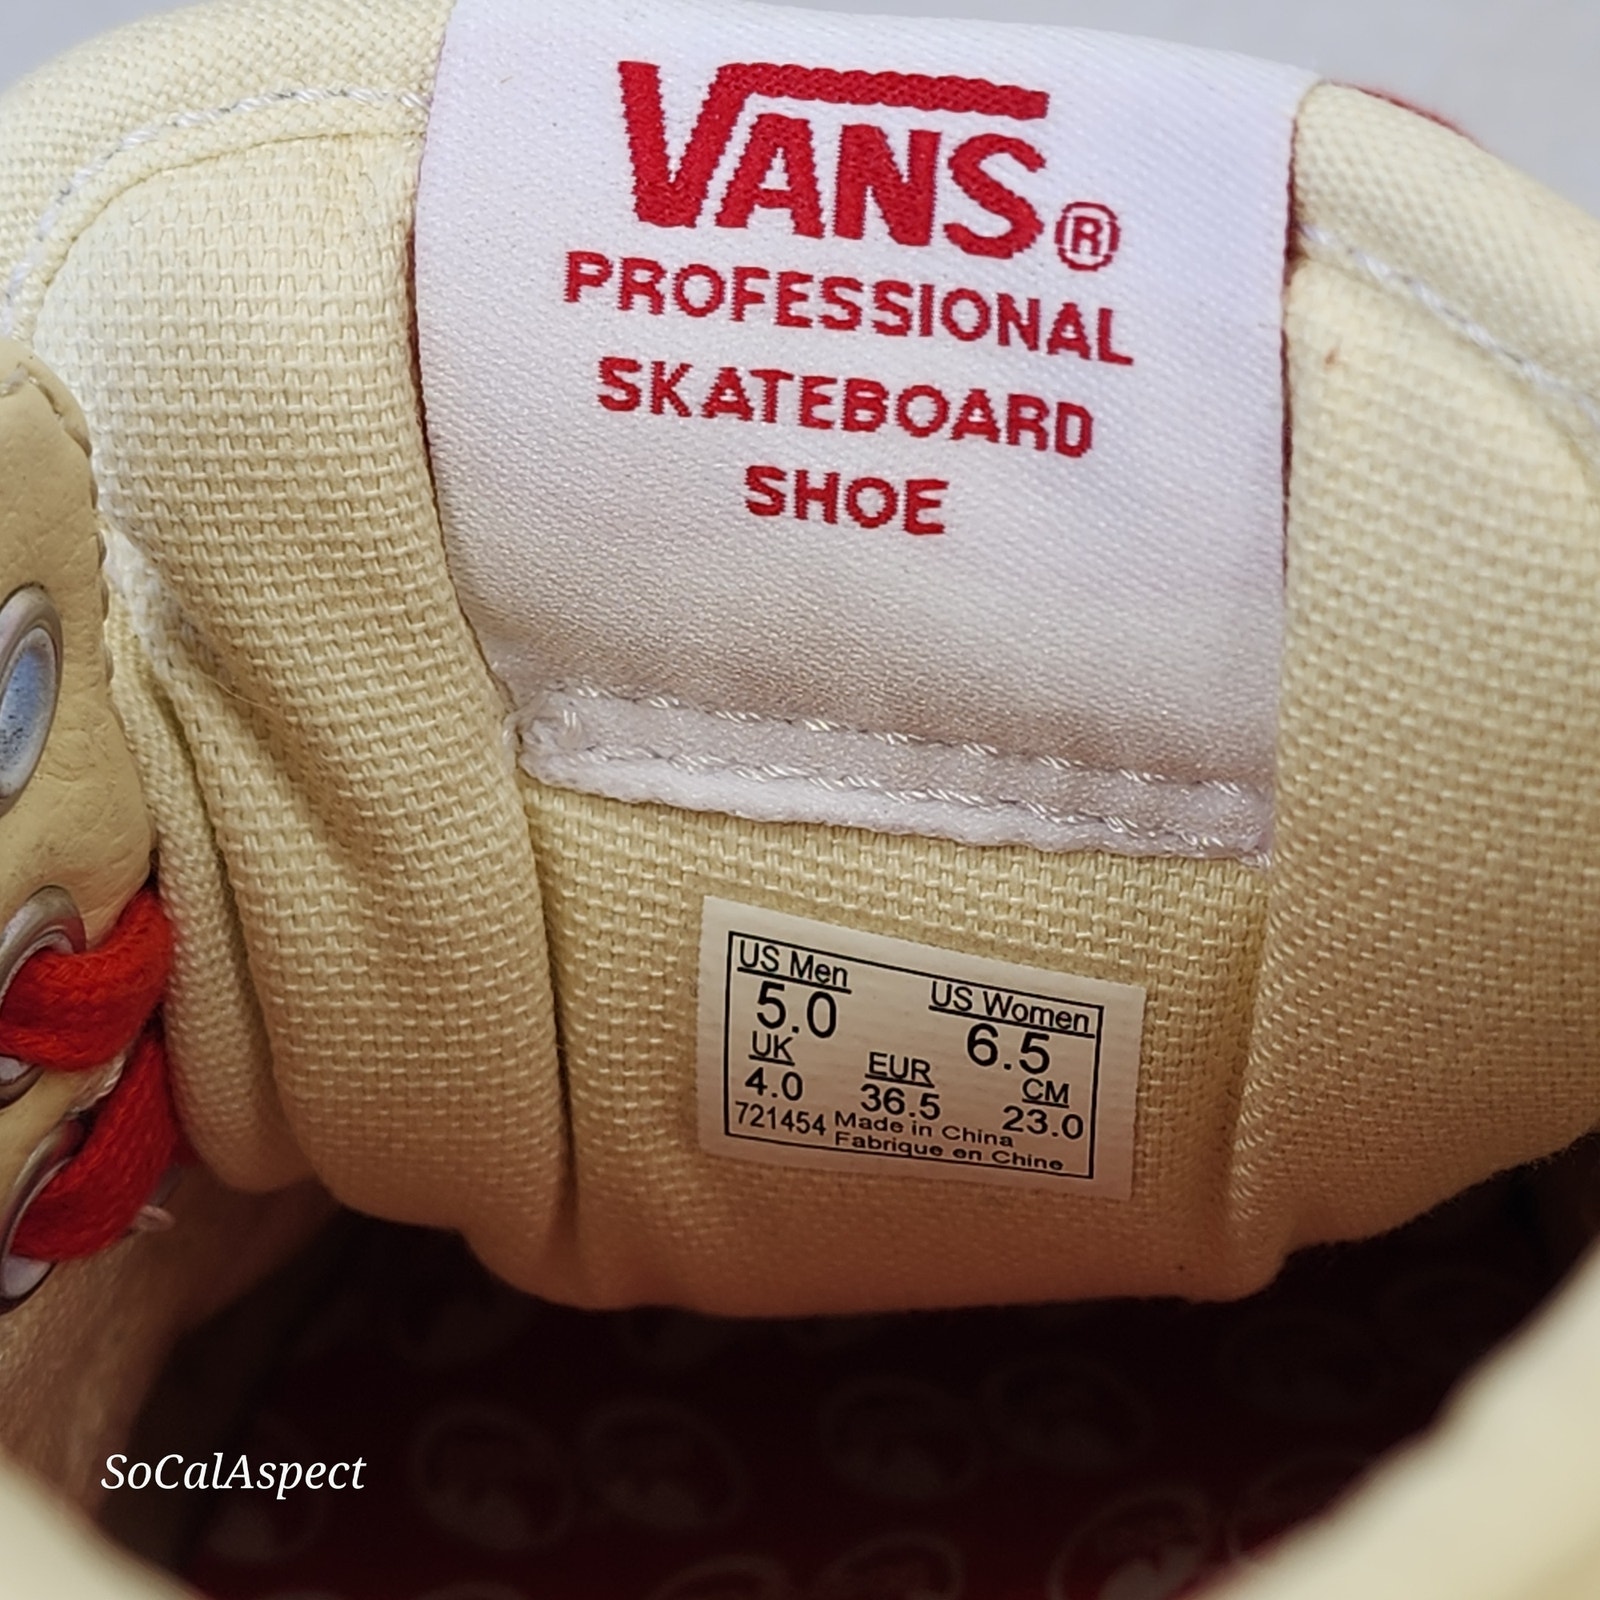 VANS®
PROFESSIONAL
SKATEBOARD
SHOE
US Men US Women
5.0 6.5
UK EUR CM
4.0 36.5 23.0
721454 Made in China
Fabrique en Chine
SoCalAspect